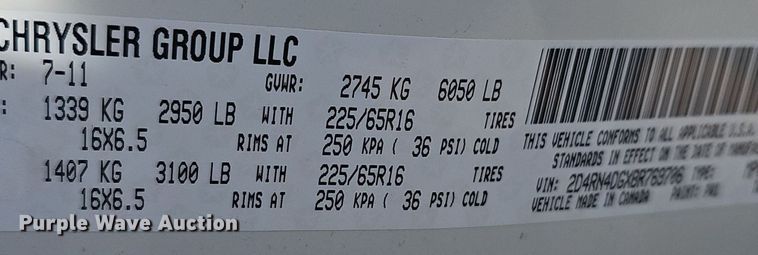 CHRYSLER GROUP LLC
R: 7-11 GVWR: 2745 KG 6050 LB
: 1339 KG 2950 LB WITH 225/65R16 TIRES
16X6.5 RIMS AT 250 KPA ( 36 PSI) COLD
1407 KG 3100 LB WITH 225/65R16 TIRES
16X6.5 RIMS AT 250 KPA ( 36 PSI) COLD
THIS VEHICLE CONFORMS TO ALL APPLICABLE U.S.A.
STANDARDS IN EFFECT ON THE DATE OF
VIN: 2D4RN4DGXBR769706 TYPE: MP
VEHICLE MADE IN CANADA PAINT:
Purple Wave Auction